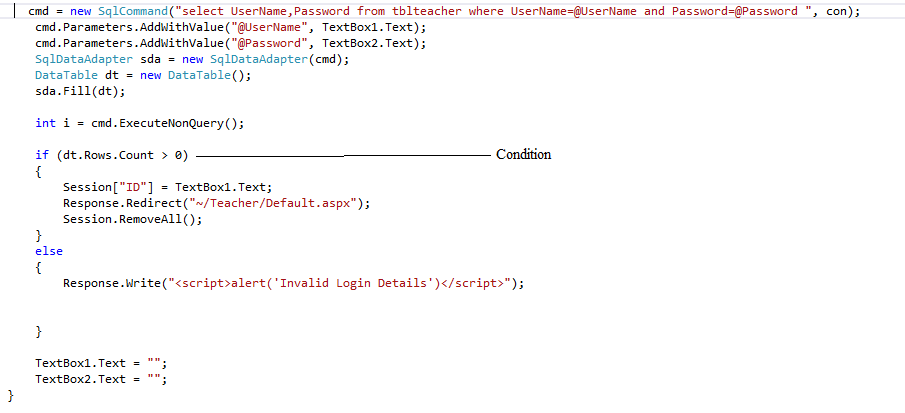 cmd = new SqlCommand("select UserName,Password from tblteacher where UserName=@UserName and Password=@Password ", con);
cmd.Parameters.AddWithValue("@UserName", TextBox1.Text);
cmd.Parameters.AddWithValue("@Password", TextBox2.Text);
SqlDataAdapter sda = new SqlDataAdapter(cmd);
DataTable dt = new DataTable();
sda.Fill(dt);
int i = cmd.ExecuteNonQuery();
if (dt.Rows.Count > 0) Condition
{
Session["ID"] = TextBox1.Text;
Response.Redirect("~/Teacher/Default.aspx");
Session.RemoveAll();
}
else
{
Response.Write("<script>alert('Invalid Login Details')</script>");
}
TextBox1.Text = "";
TextBox2.Text = "";
}